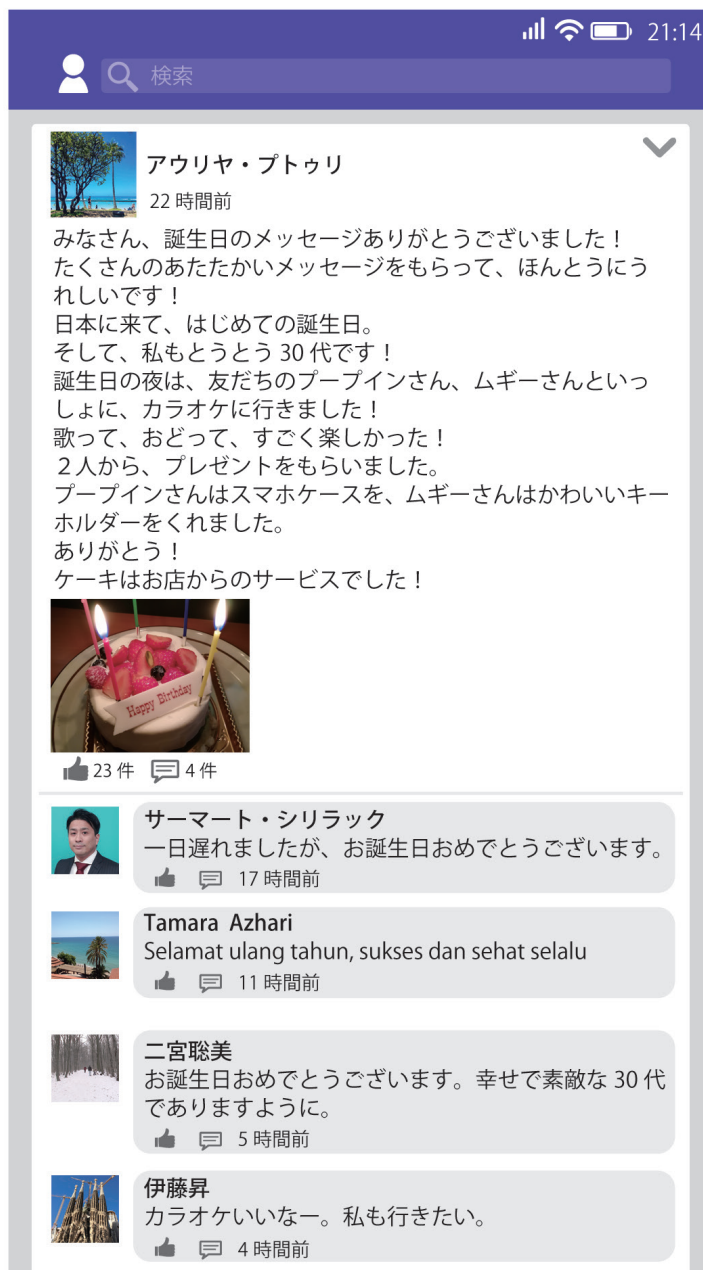 21:14
検索
アウリヤ・プトゥリ
22 時間前
みなさん、誕生日のメッセージありがとうございました！
たくさんのあたたかいメッセージをもらって、ほんとうにう
れしいです！
日本に来て、はじめての誕生日。
そして、私もとうとう 30 代です！
誕生日の夜は、友だちのプープインさん、ムギーさんといっ
しょに、カラオケに行きました！
歌って、おどって、すごく楽しかった！
２人から、プレゼントをもらいました。
プープインさんはスマホケースを、ムギーさんはかわいいキー
ホルダーをくれました。
ありがとう！
ケーキはお店からのサービスでした！
Happy Birthday
23 件 4 件
サーマート・シリラック
一日遅れましたが、お誕生日おめでとうございます。
17 時間前
Tamara Azhari
Selamat ulang tahun, sukses dan sehat selalu
11 時間前
二宮聡美
お誕生日おめでとうございます。幸せで素敵な 30 代
でありますように。
5 時間前
伊藤昇
カラオケいいなー。私も行きたい。
4 時間前